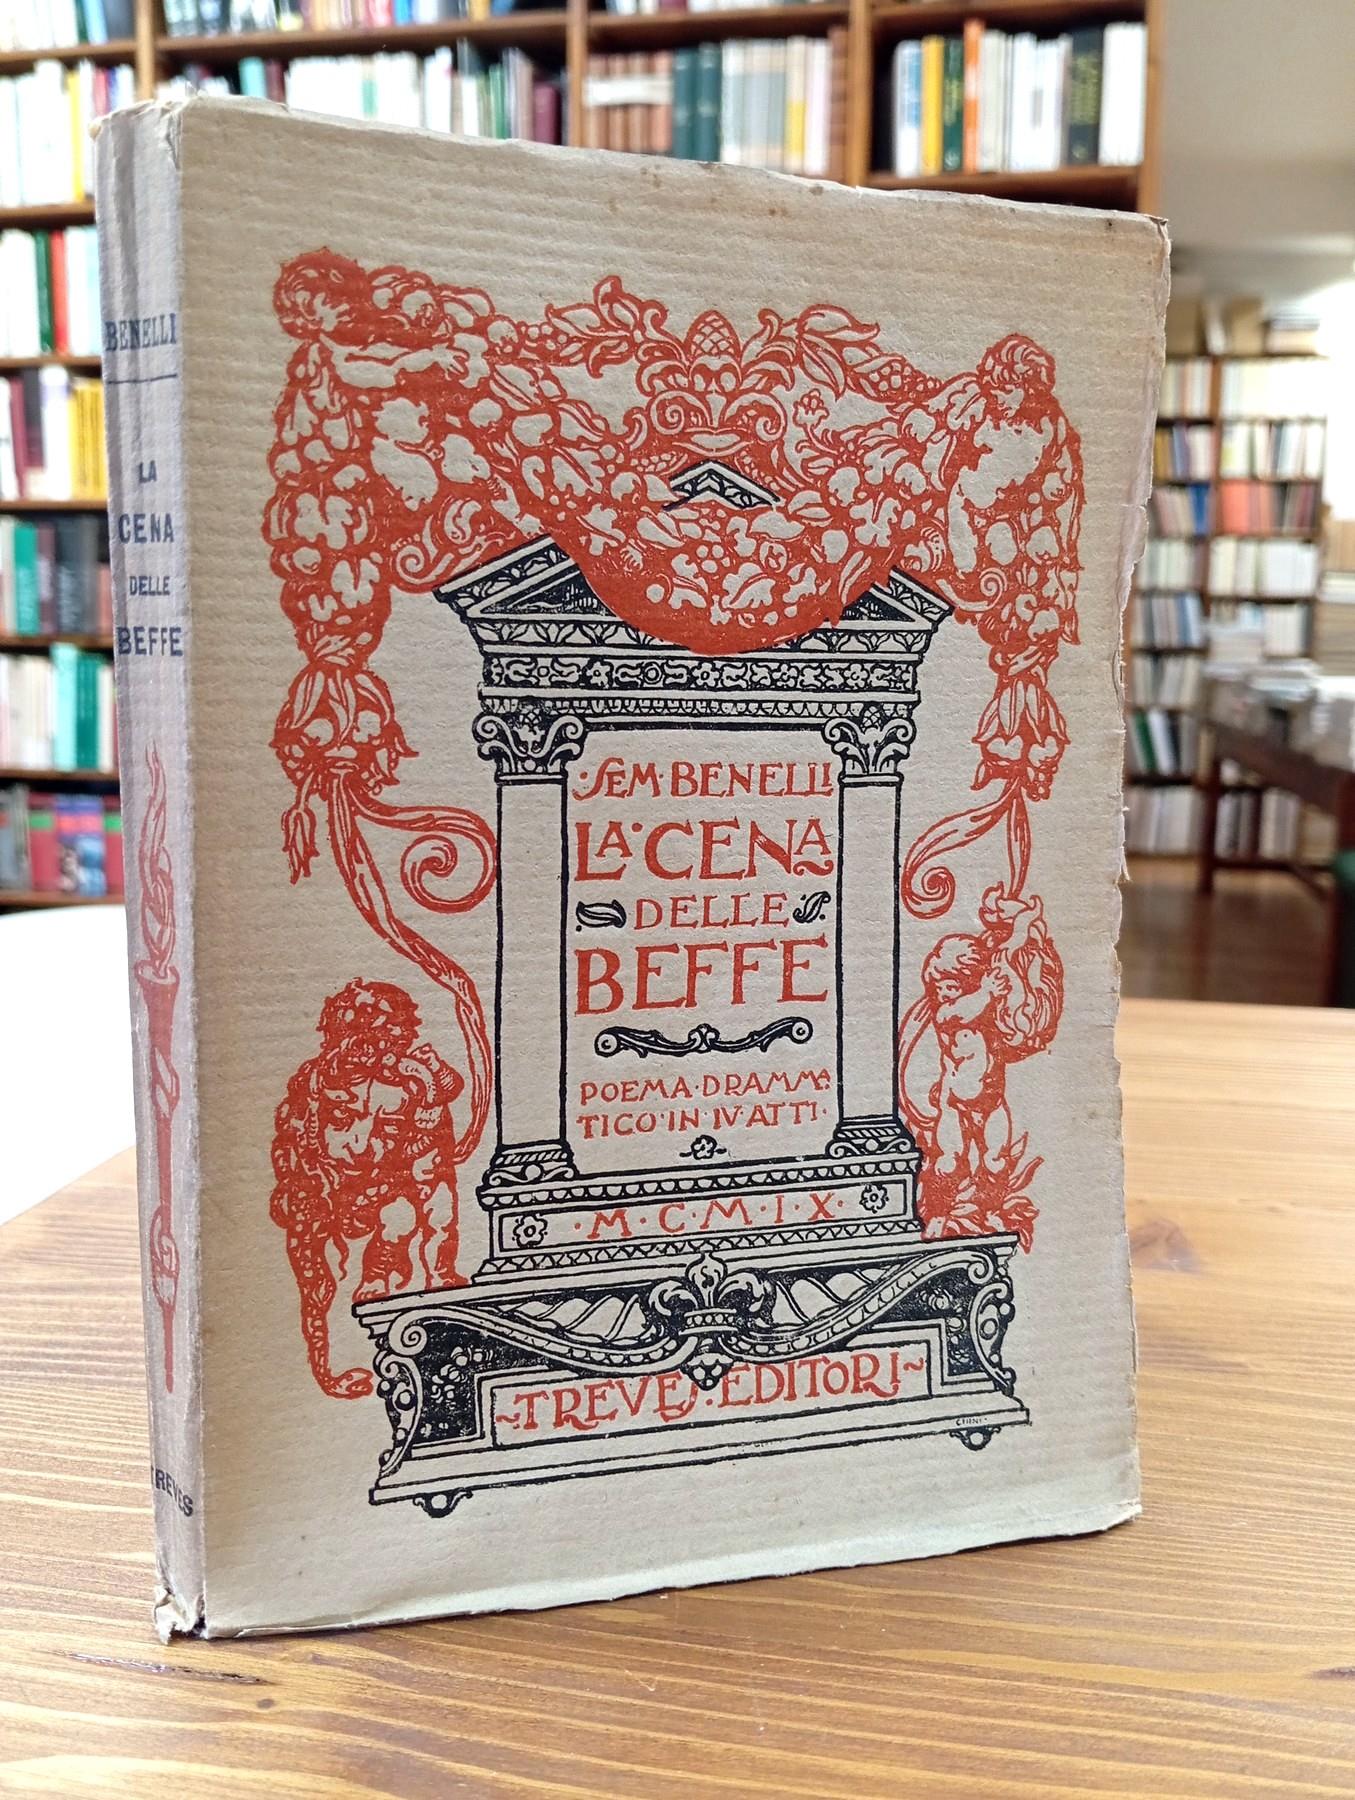 BENELLI
LA
CENA
DELLE
BEFFE
TREVES
·SEM·BENELLI
LA·CENA
DELLE
BEFFE
POEMA·DRAMMA
TICO·IN·IV·ATTI·
·M·C·M·I·X·
~TREVES·EDITORI~